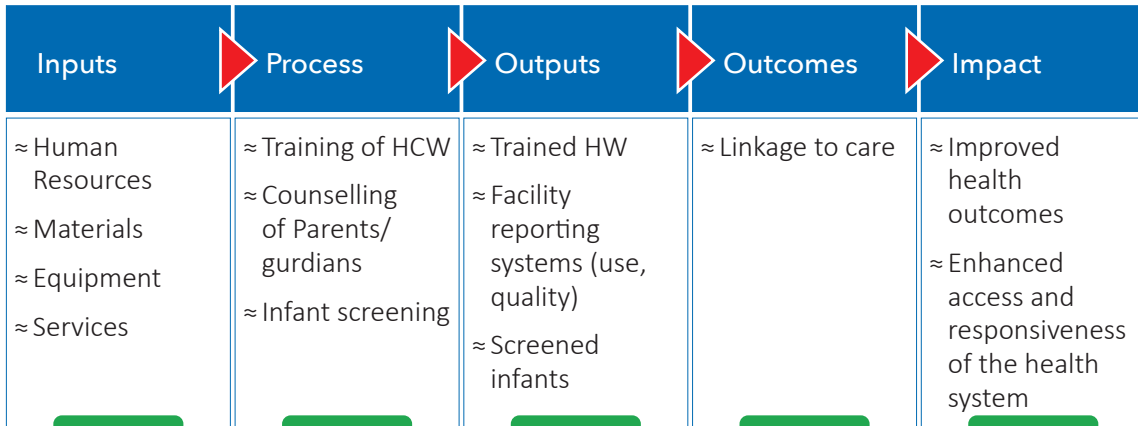 Inputs
Process
Outputs
Outcomes
Impact
≈ Human
Resources
≈ Materials
≈ Equipment
≈ Services
≈ Training of HCW
≈ Counselling
of Parents/
gurdians
≈ Infant screening
≈ Trained HW
≈ Facility
reporting
systems (use,
quality)
≈ Screened
infants
≈ Linkage to care
≈ Improved
health
outcomes
≈ Enhanced
access and
responsiveness
of the health
system